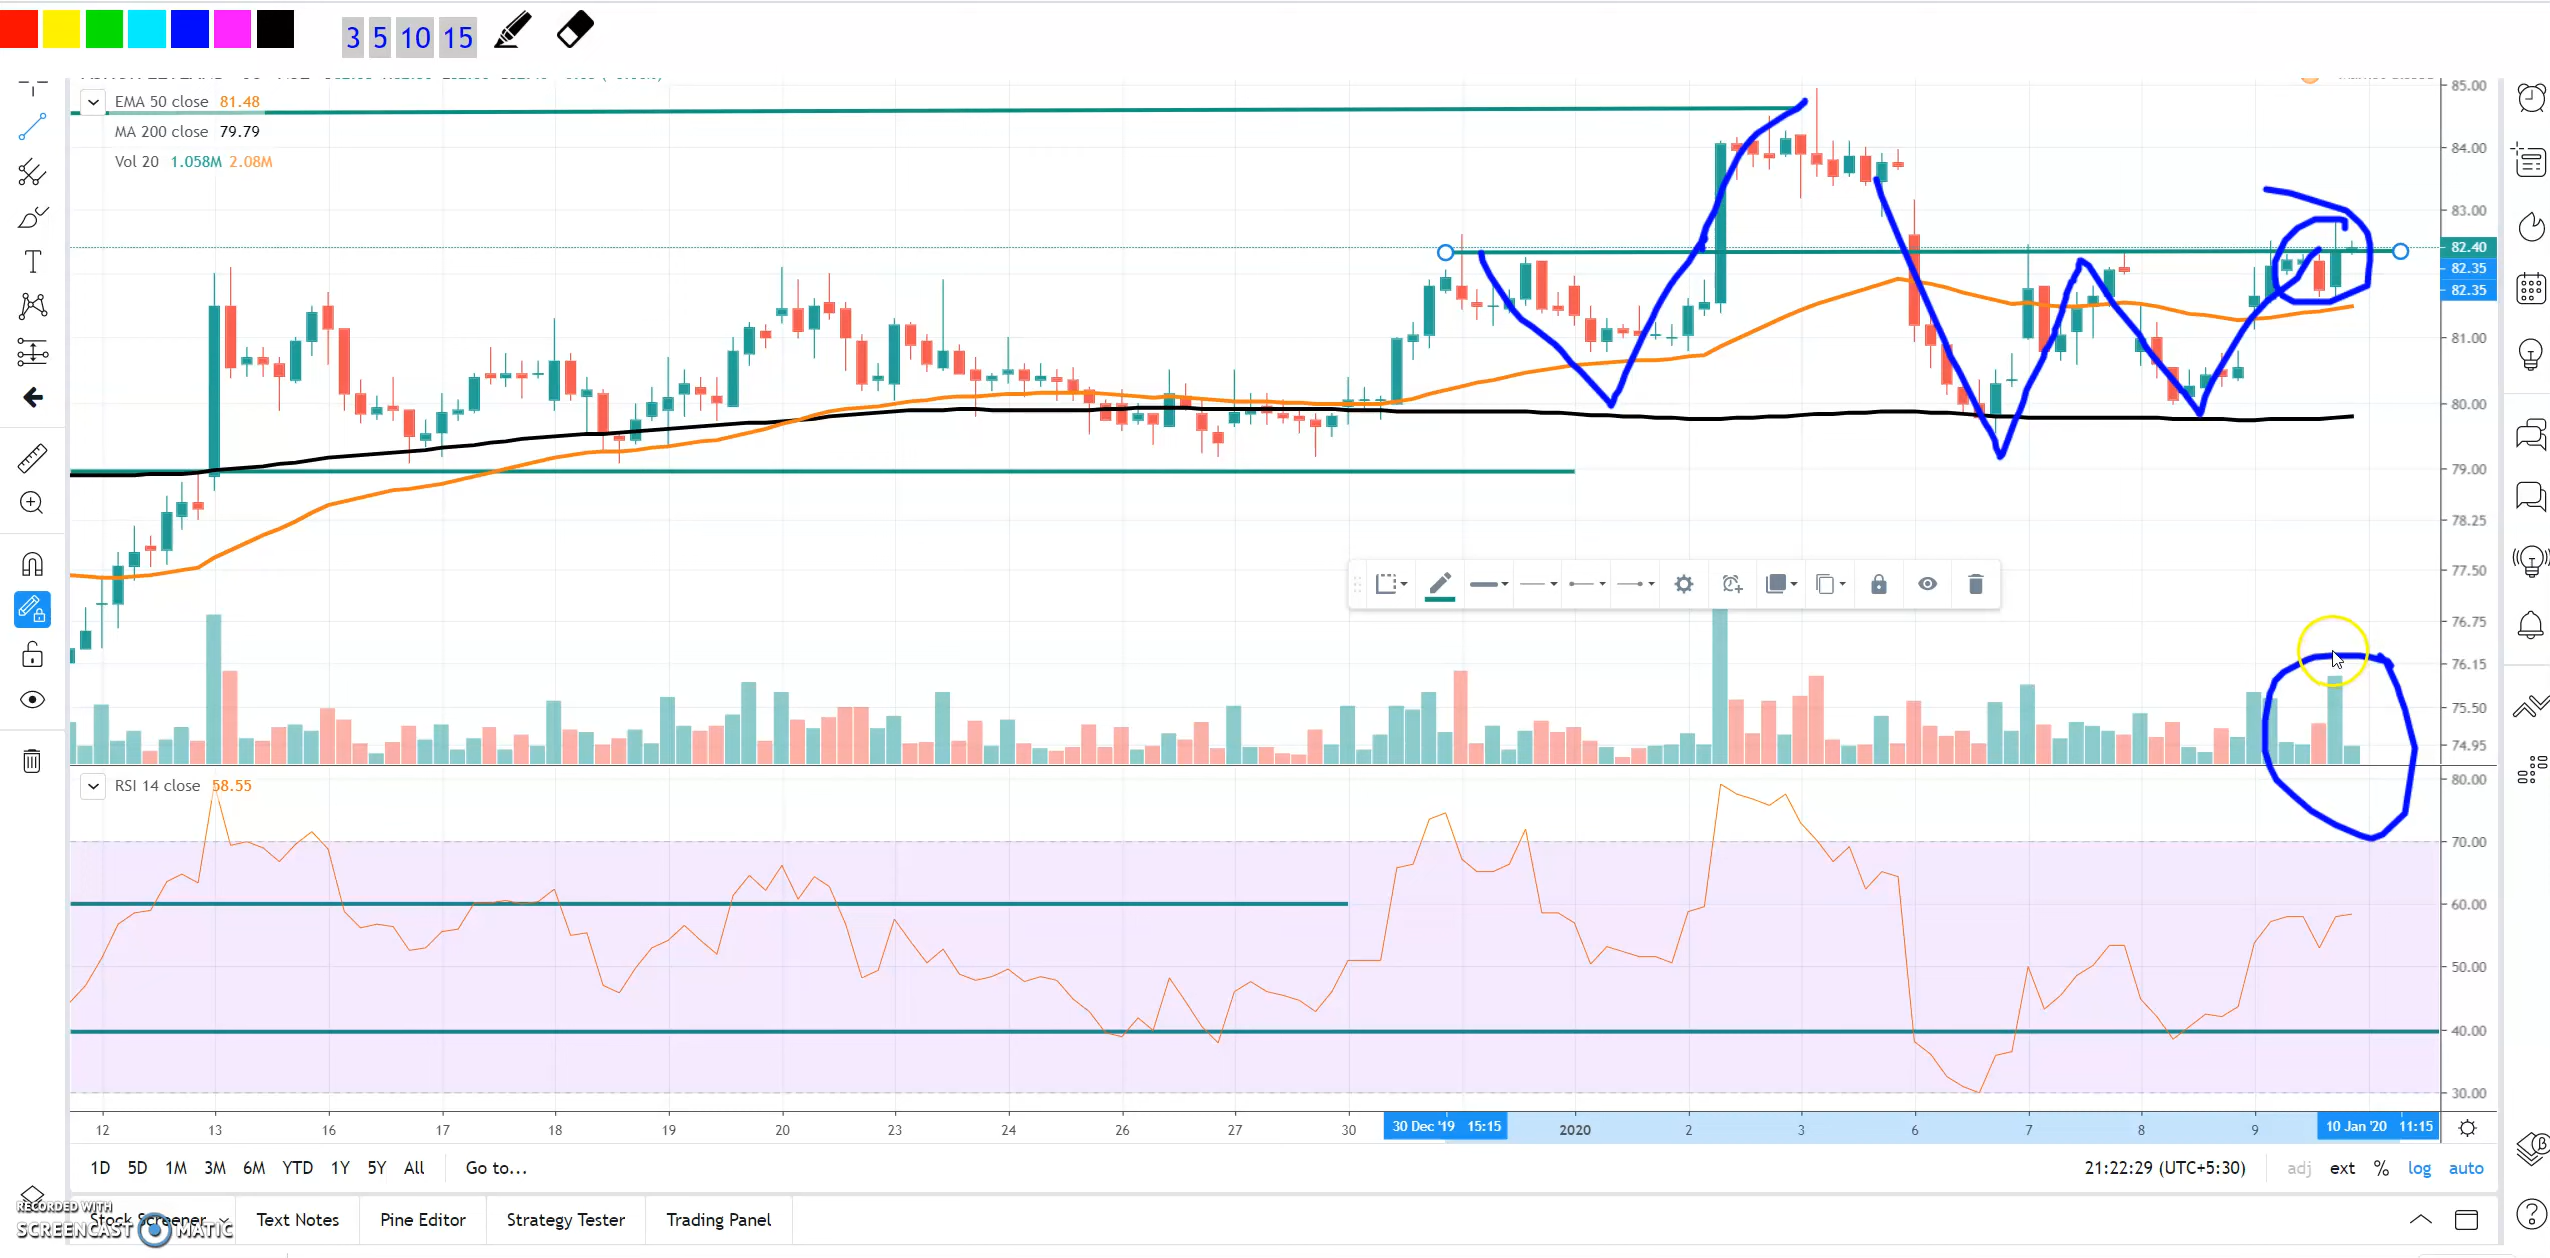 3 5 10 15
85.00
EMA 50 close 81.48
MA 200 close 79.79
Vol 20 1.058M 2.08M
84.00
83.00
82.40
82.35
82.35
81.00
80.00
79.00
78.25
77.50
76.75
76.15
75.50
74.95
RSI 14 close 58.55
80.00
70.00
60.00
50.00
40.00
30.00
12 13 16 17 18 19 20 23 24 26 27 30 30 Dec '19 15:15 2020 2 3 6 7 8 9 10 Jan '20 11:15
1D 5D 1M 3M 6M YTD 1Y 5Y All Go to... 21:22:29 (UTC+5:30) adj ext % log auto
Stock Screener Text Notes Pine Editor Strategy Tester Trading Panel
RECORDED WITH
SCREENCAST MATIC